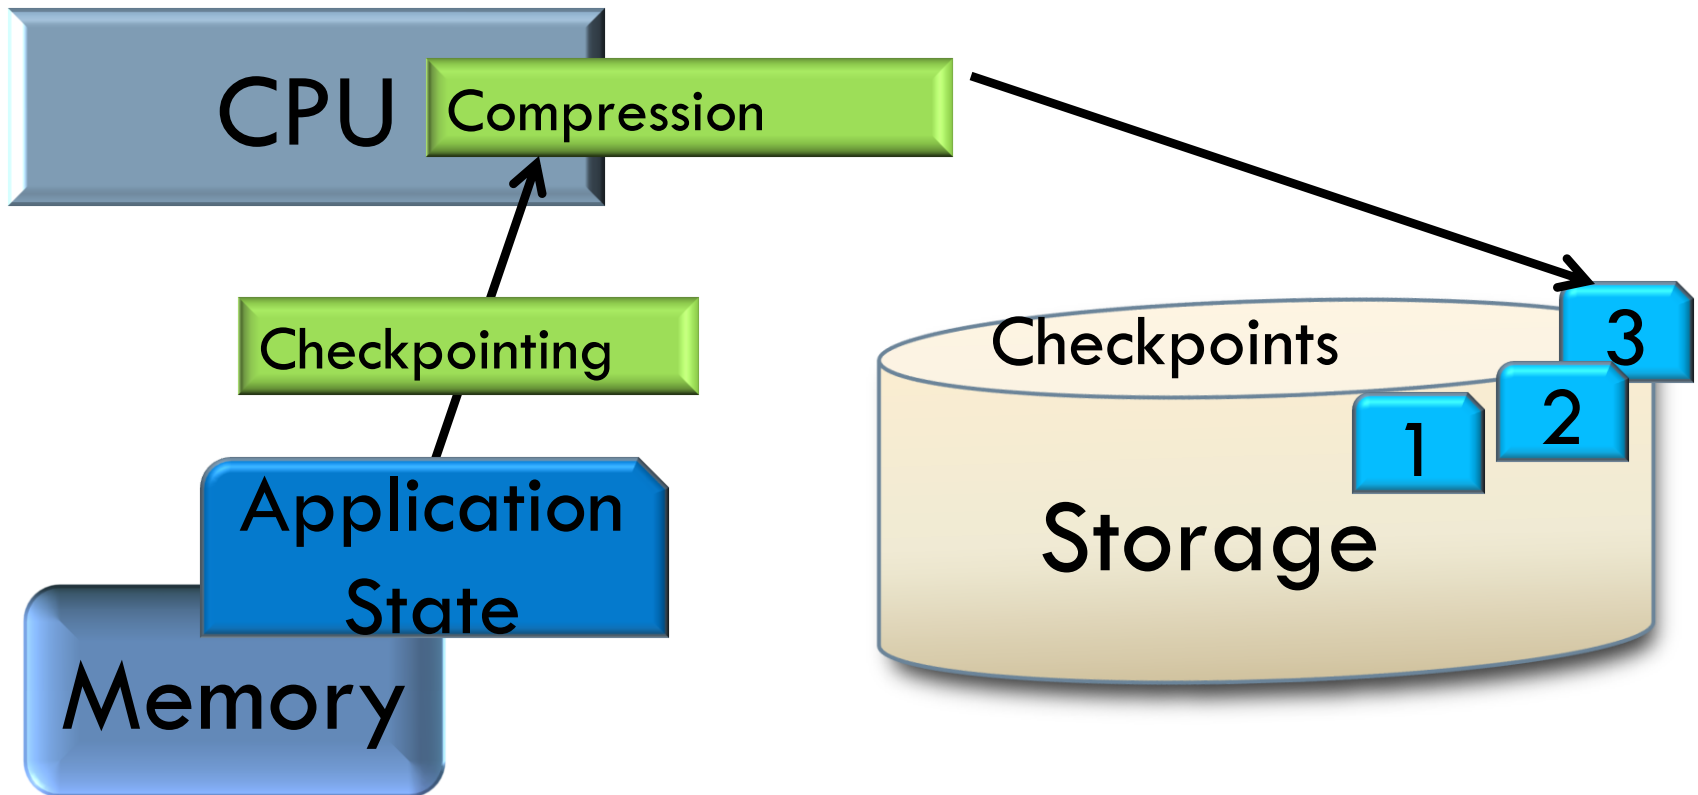 CPU
Compression
Checkpointing
Application
State
Memory
Checkpoints
3
2
1
Storage